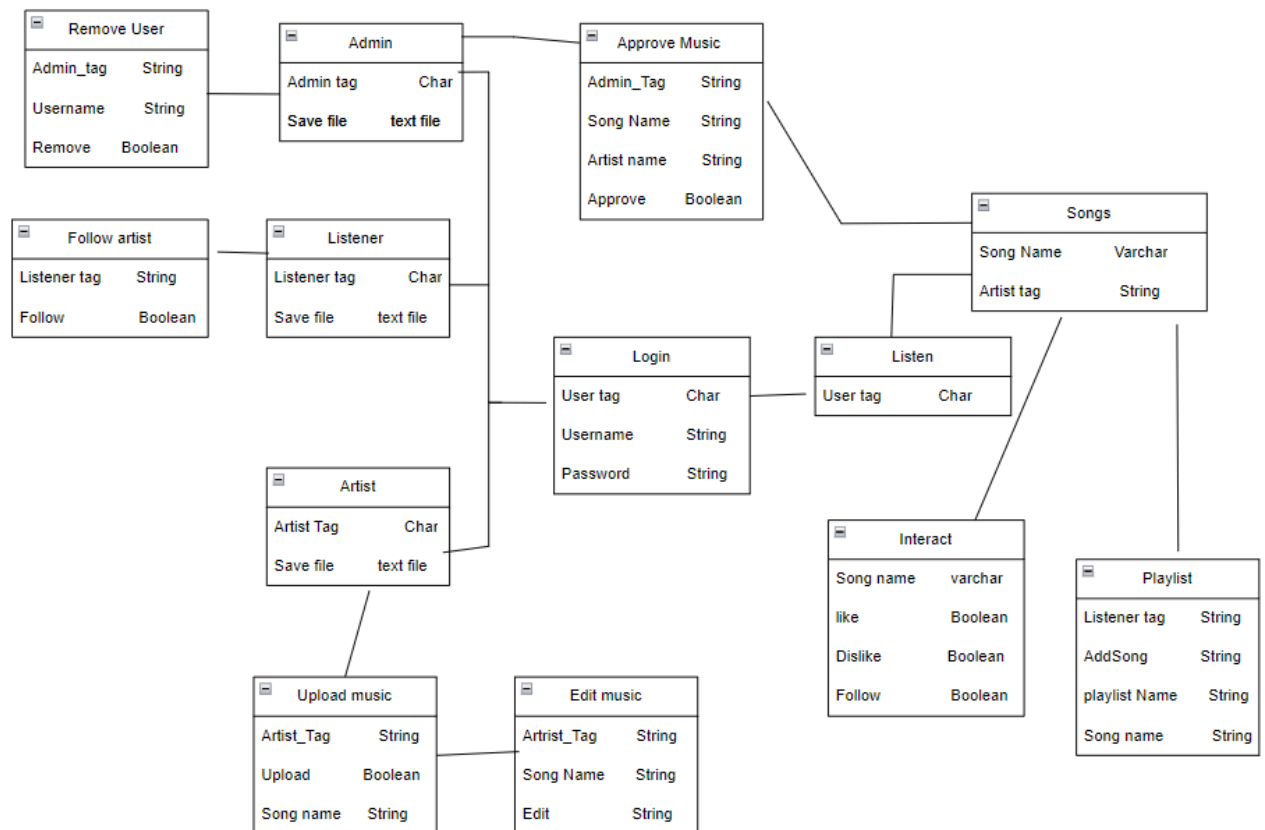 Remove User
Admin_tag String
Username String
Remove Boolean
Admin
Admin tag Char
Save file text file
Approve Music
Admin_Tag String
Song Name String
Artist name String
Approve Boolean
Songs
Song Name Varchar
Artist tag String
Follow artist
Listener tag String
Follow Boolean
Listener
Listener tag Char
Save file text file
Login
User tag Char
Username String
Password String
Listen
User tag Char
Artist
Artist Tag Char
Save file text file
Interact
Song name varchar
like Boolean
Dislike Boolean
Follow Boolean
Playlist
Listener tag String
AddSong String
playlist Name String
Song name String
Upload music
Artist_Tag String
Upload Boolean
Song name String
Edit music
Artrist_Tag String
Song Name String
Edit String